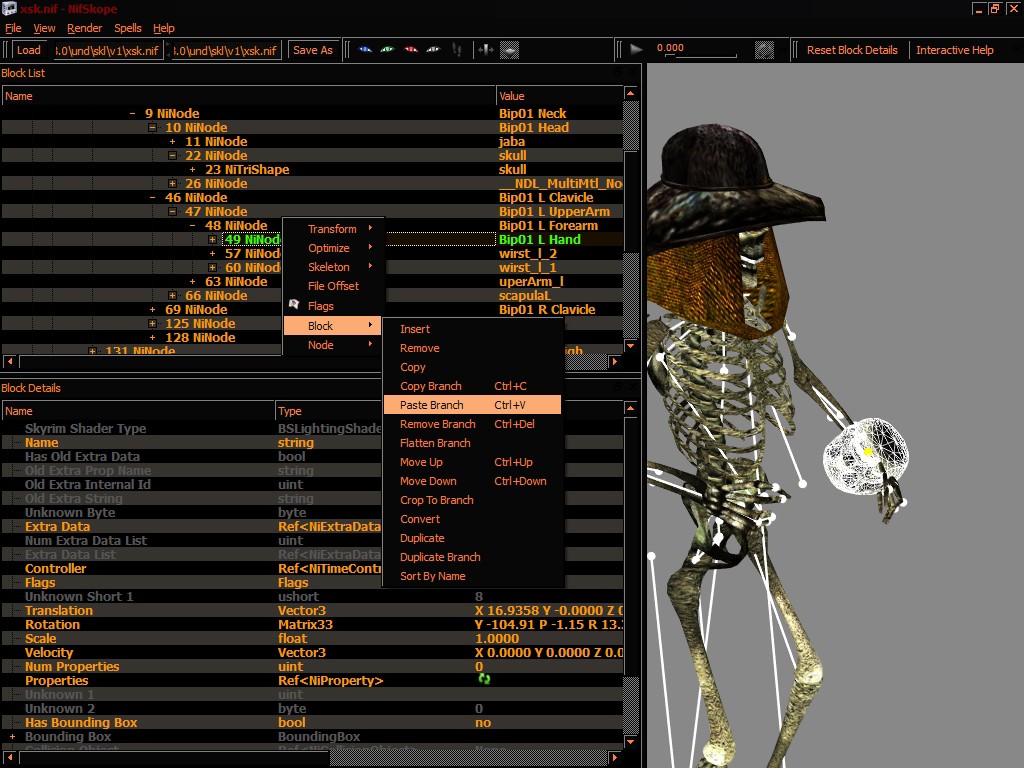 xsk.nif - NifSkope
File View Render Spells Help
Load 3.0\und\skl\v1\xsk.nif 3.0\und\skl\v1\xsk.nif Save As 0.000 Reset Block Details Interactive Help
Block List
Name Value
9 NiNode Bip01 Neck
10 NiNode Bip01 Head
11 NiNode jaba
22 NiNode skull
23 NiTriShape skull
26 NiNode __NDL_MultiMtl_No
46 NiNode Bip01 L Clavicle
47 NiNode Bip01 L UpperArm
48 NiNode Bip01 L Forearm
49 NiNode Bip01 L Hand
57 NiNode wirst_l_2
60 NiNode wirst_l_1
63 NiNode uperArm_l
66 NiNode scapulaL
69 NiNode Bip01 R Clavicle
125 NiNode
128 NiNode
131 NiNode
Transform
Optimize
Skeleton
File Offset
Flags
Block
Node
Insert
Remove
Copy
Copy Branch Ctrl+C
Paste Branch Ctrl+V
Remove Branch Ctrl+Del
Flatten Branch
Move Up Ctrl+Up
Move Down Ctrl+Down
Crop To Branch
Convert
Duplicate
Duplicate Branch
Sort By Name
Block Details
Name Type
Skyrim Shader Type BSLightingShade
Name string
Has Old Extra Data bool
Old Extra Prop Name string
Old Extra Internal Id uint
Old Extra String string
Unknown Byte byte
Extra Data Ref<NiExtraData
Num Extra Data List uint
Extra Data List Ref<NiExtraData
Controller Ref<NiTimeContr
Flags Flags
Unknown Short 1 ushort 8
Translation Vector3 X 16.9358 Y -0.0000 Z 0
Rotation Matrix33 Y -104.91 P -1.15 R 13.
Scale float 1.0000
Velocity Vector3 X 0.0000 Y 0.0000 Z 0.0
Num Properties uint 0
Properties Ref<NiProperty>
Unknown 1 uint
Unknown 2 byte 0
Has Bounding Box bool no
Bounding Box BoundingBox
Collision Object Ref<NiCollisionObject> None